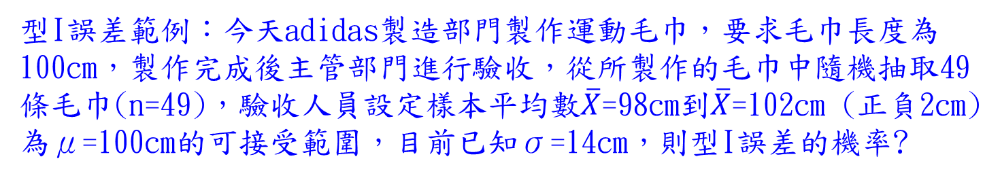 型I誤差範例：今天adidas製造部門製作運動毛巾，要求毛巾長度為
100cm，製作完成後主管部門進行驗收，從所製作的毛巾中隨機抽取49
條毛巾(n=49)，驗收人員設定樣本平均數X̄=98cm到X̄=102cm（正負2cm）
為μ=100cm的可接受範圍，目前已知σ=14cm，則型I誤差的機率?